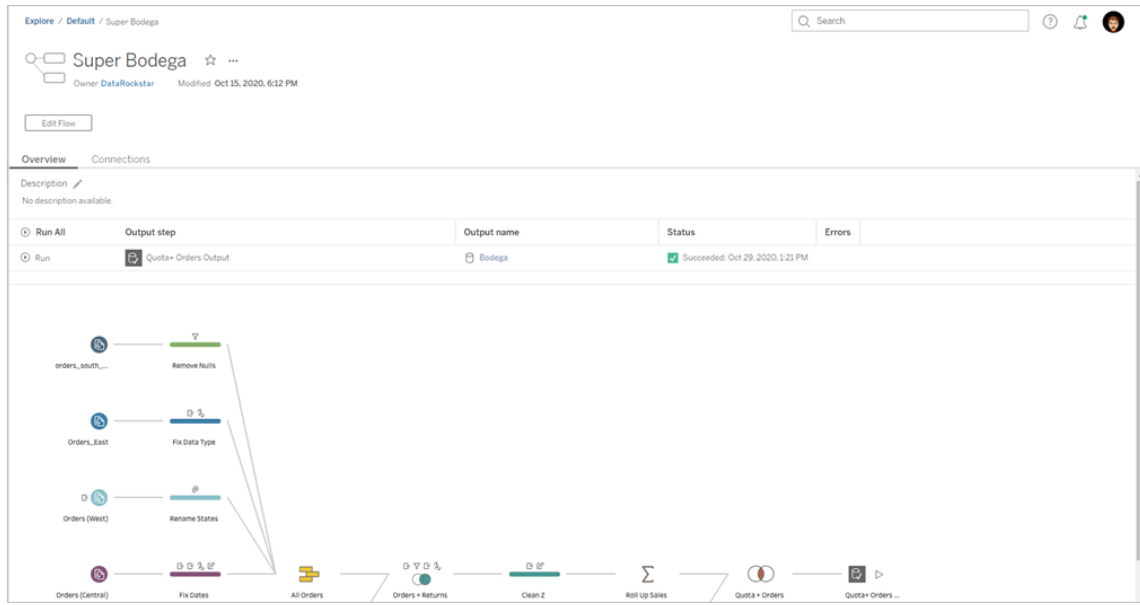 Explore / Default / Super Bodega
Search
Super Bodega
Owner DataRockstar Modified Oct 15, 2020, 6:12 PM
Edit Flow
Overview Connections
Description
No description available.
Run All Output step Output name Status Errors
Run Quota+ Orders Output Bodega Succeeded: Oct 29, 2020, 1:21 PM
orders_south_... Remove Nulls
Orders_East Fix Data Type
Orders (West) Rename States
Orders (Central) Fix Dates All Orders Orders + Returns Clean 2 Roll Up Sales Quota + Orders Quota+ Orders ...